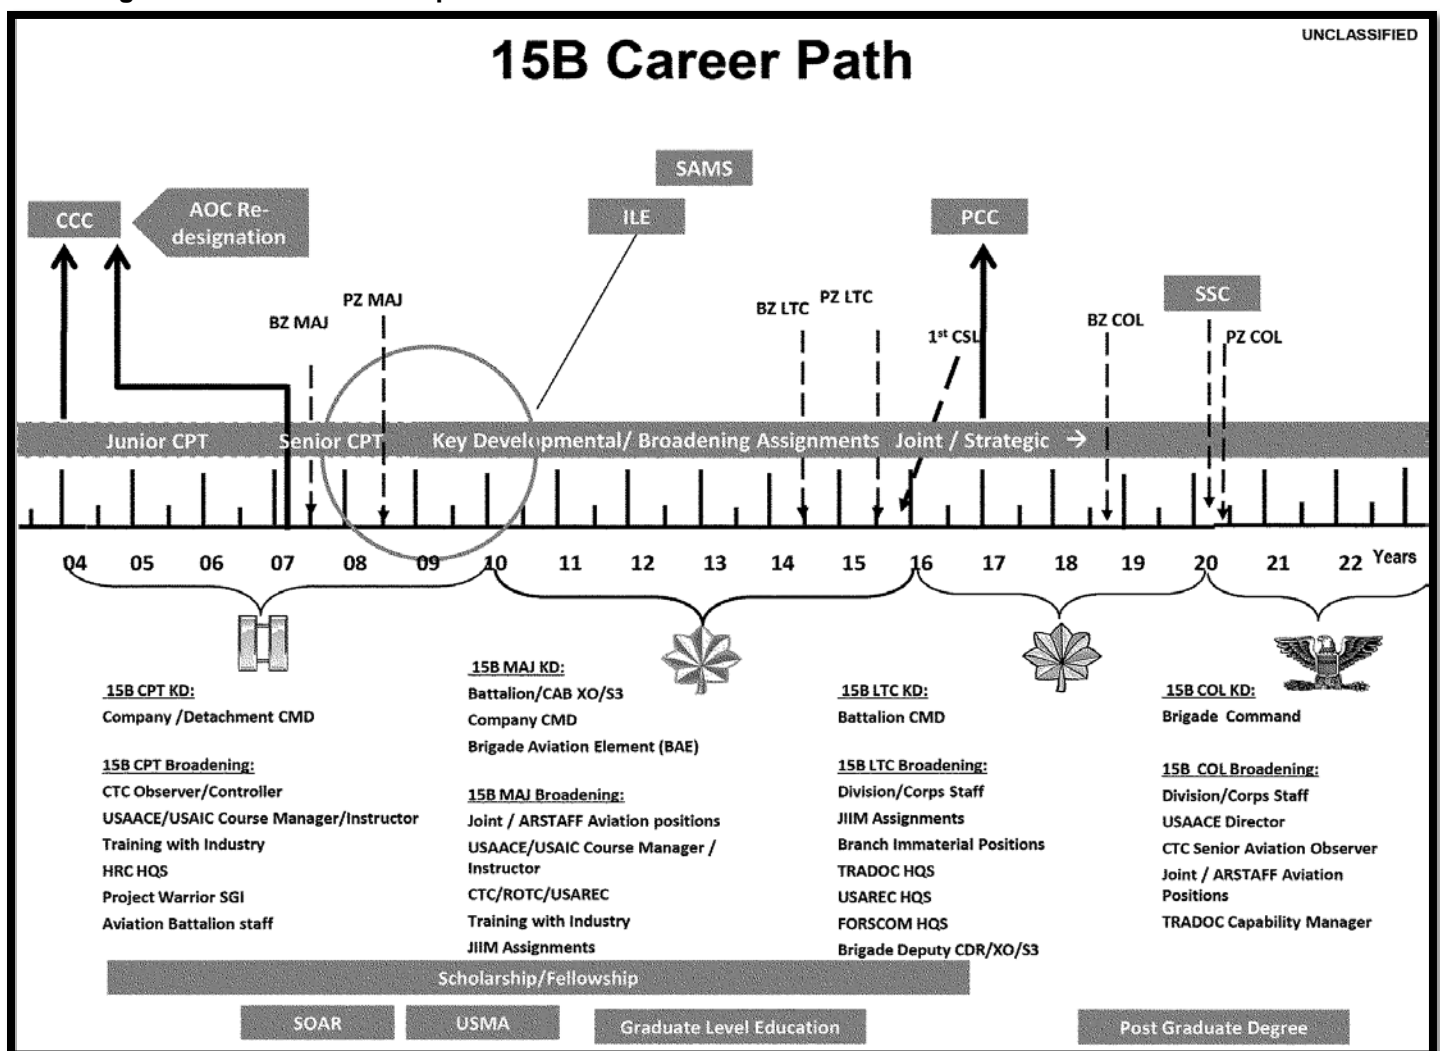 UNCLASSIFIED
15B Career Path
SAMS
CCC
AOC Re-
designation
ILE
PCC
SSC
BZ MAJ
PZ MAJ
BZ LTC
PZ LTC
1st CSL
BZ COL
PZ COL
Junior CPT
Senior CPT
Key Developmental/ Broadening Assignments
Joint / Strategic →
04 05 06 07 08 09 10 11 12 13 14 15 16 17 18 19 20 21 22 Years
15B CPT KD:
Company /Detachment CMD
15B CPT Broadening:
CTC Observer/Controller
USAACE/USAIC Course Manager/Instructor
Training with Industry
HRC HQS
Project Warrior SGI
Aviation Battalion staff
15B MAJ KD:
Battalion/CAB XO/S3
Company CMD
Brigade Aviation Element (BAE)
15B MAJ Broadening:
Joint / ARSTAFF Aviation positions
USAACE/USAIC Course Manager /
Instructor
CTC/ROTC/USAREC
Training with Industry
JIIM Assignments
15B LTC KD:
Battalion CMD
15B LTC Broadening:
Division/Corps Staff
JIIM Assignments
Branch Immaterial Positions
TRADOC HQS
USAREC HQS
FORSCOM HQS
Brigade Deputy CDR/XO/S3
15B COL KD:
Brigade Command
15B COL Broadening:
Division/Corps Staff
USAACE Director
CTC Senior Aviation Observer
Joint / ARSTAFF Aviation
Positions
TRADOC Capability Manager
Scholarship/Fellowship
SOAR
USMA
Graduate Level Education
Post Graduate Degree